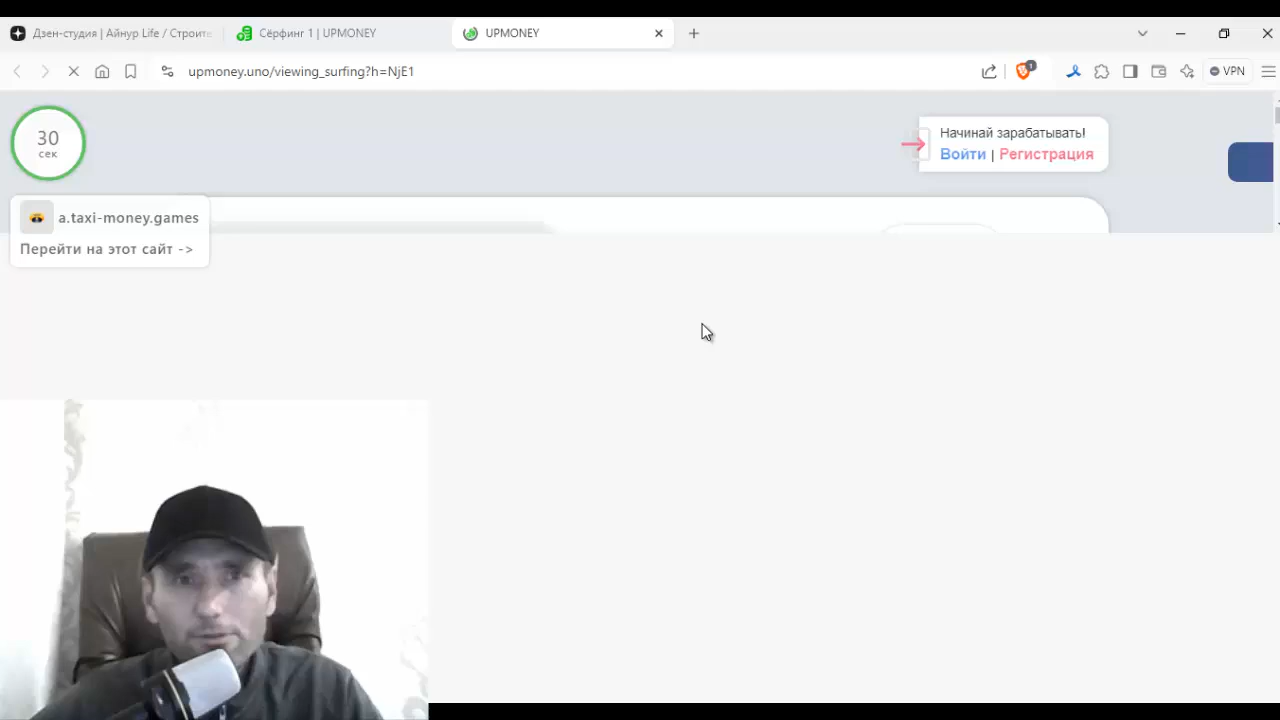 Дзен-студия | Айнур Life / Строите
Сёрфинг 1 | UPMONEY
UPMONEY
upmoney.uno/viewing_surfing?h=NjE1
1
VPN
30
сек
Начинай зарабатывать!
Войти | Регистрация
a.taxi-money.games
Перейти на этот сайт ->